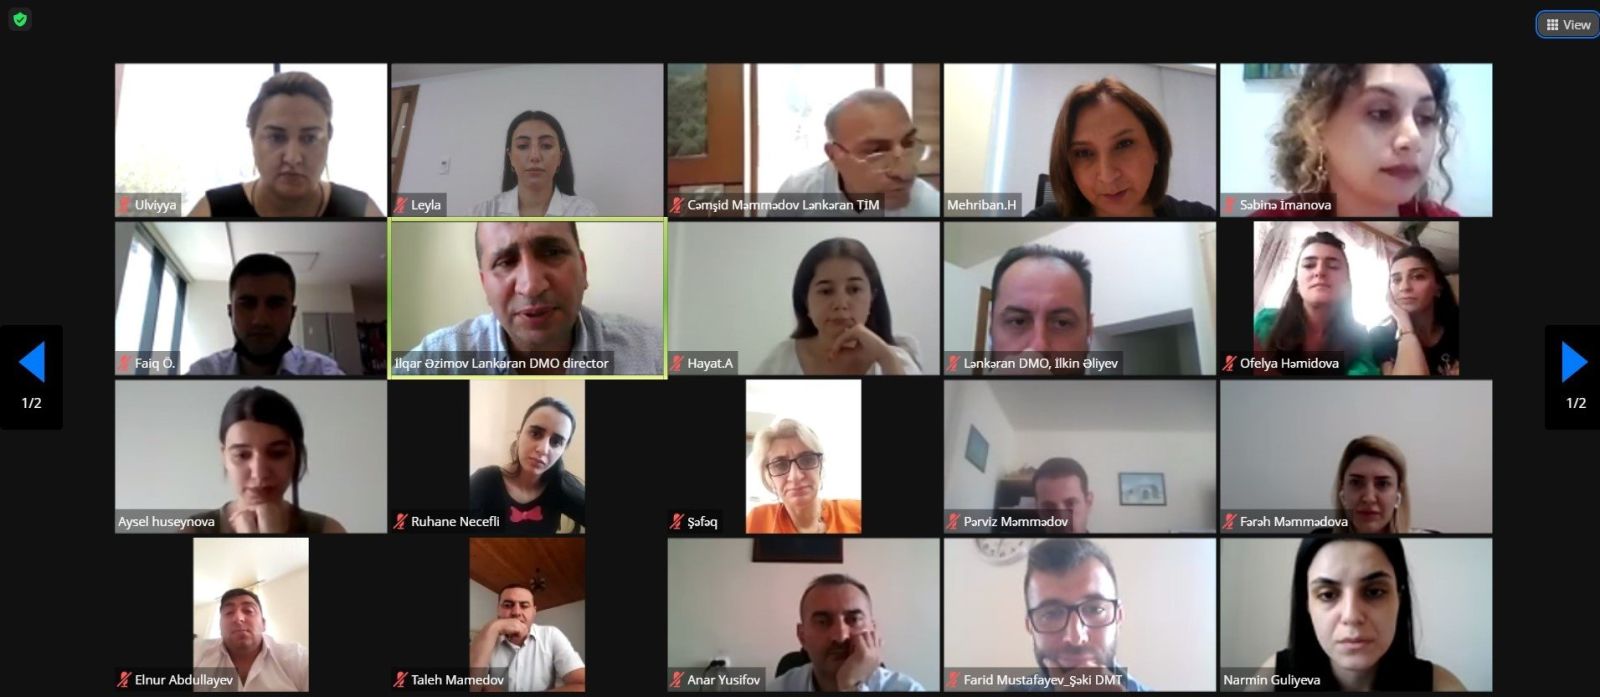 View
Ulviyya
Leyla
Cəmşid Məmmədov Lənkəran TİM
Mehriban.H
Səbinə İmanova
Faiq Ö.
İlqar Əzimov Lankaran DMO director
Hayat.A
Lənkəran DMO, İlkin Əliyev
Ofelya Həmidova
1/2
1/2
Aysel huseynova
Ruhane Necefli
Şəfəq
Pərviz Məmmədov
Fərəh Məmmədova
Elnur Abdullayev
Taleh Mamedov
Anar Yusifov
Farid Mustafayev_Şəki DMT
Narmin Guliyeva